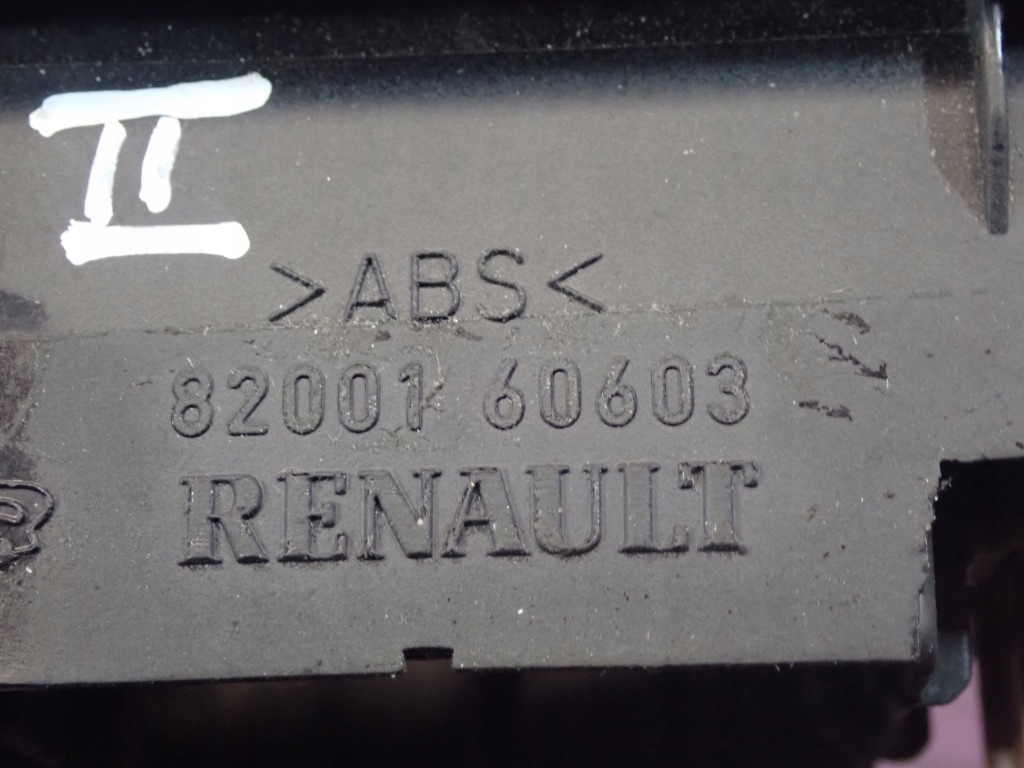 II
>ABS<
82001 60603
RENAULT